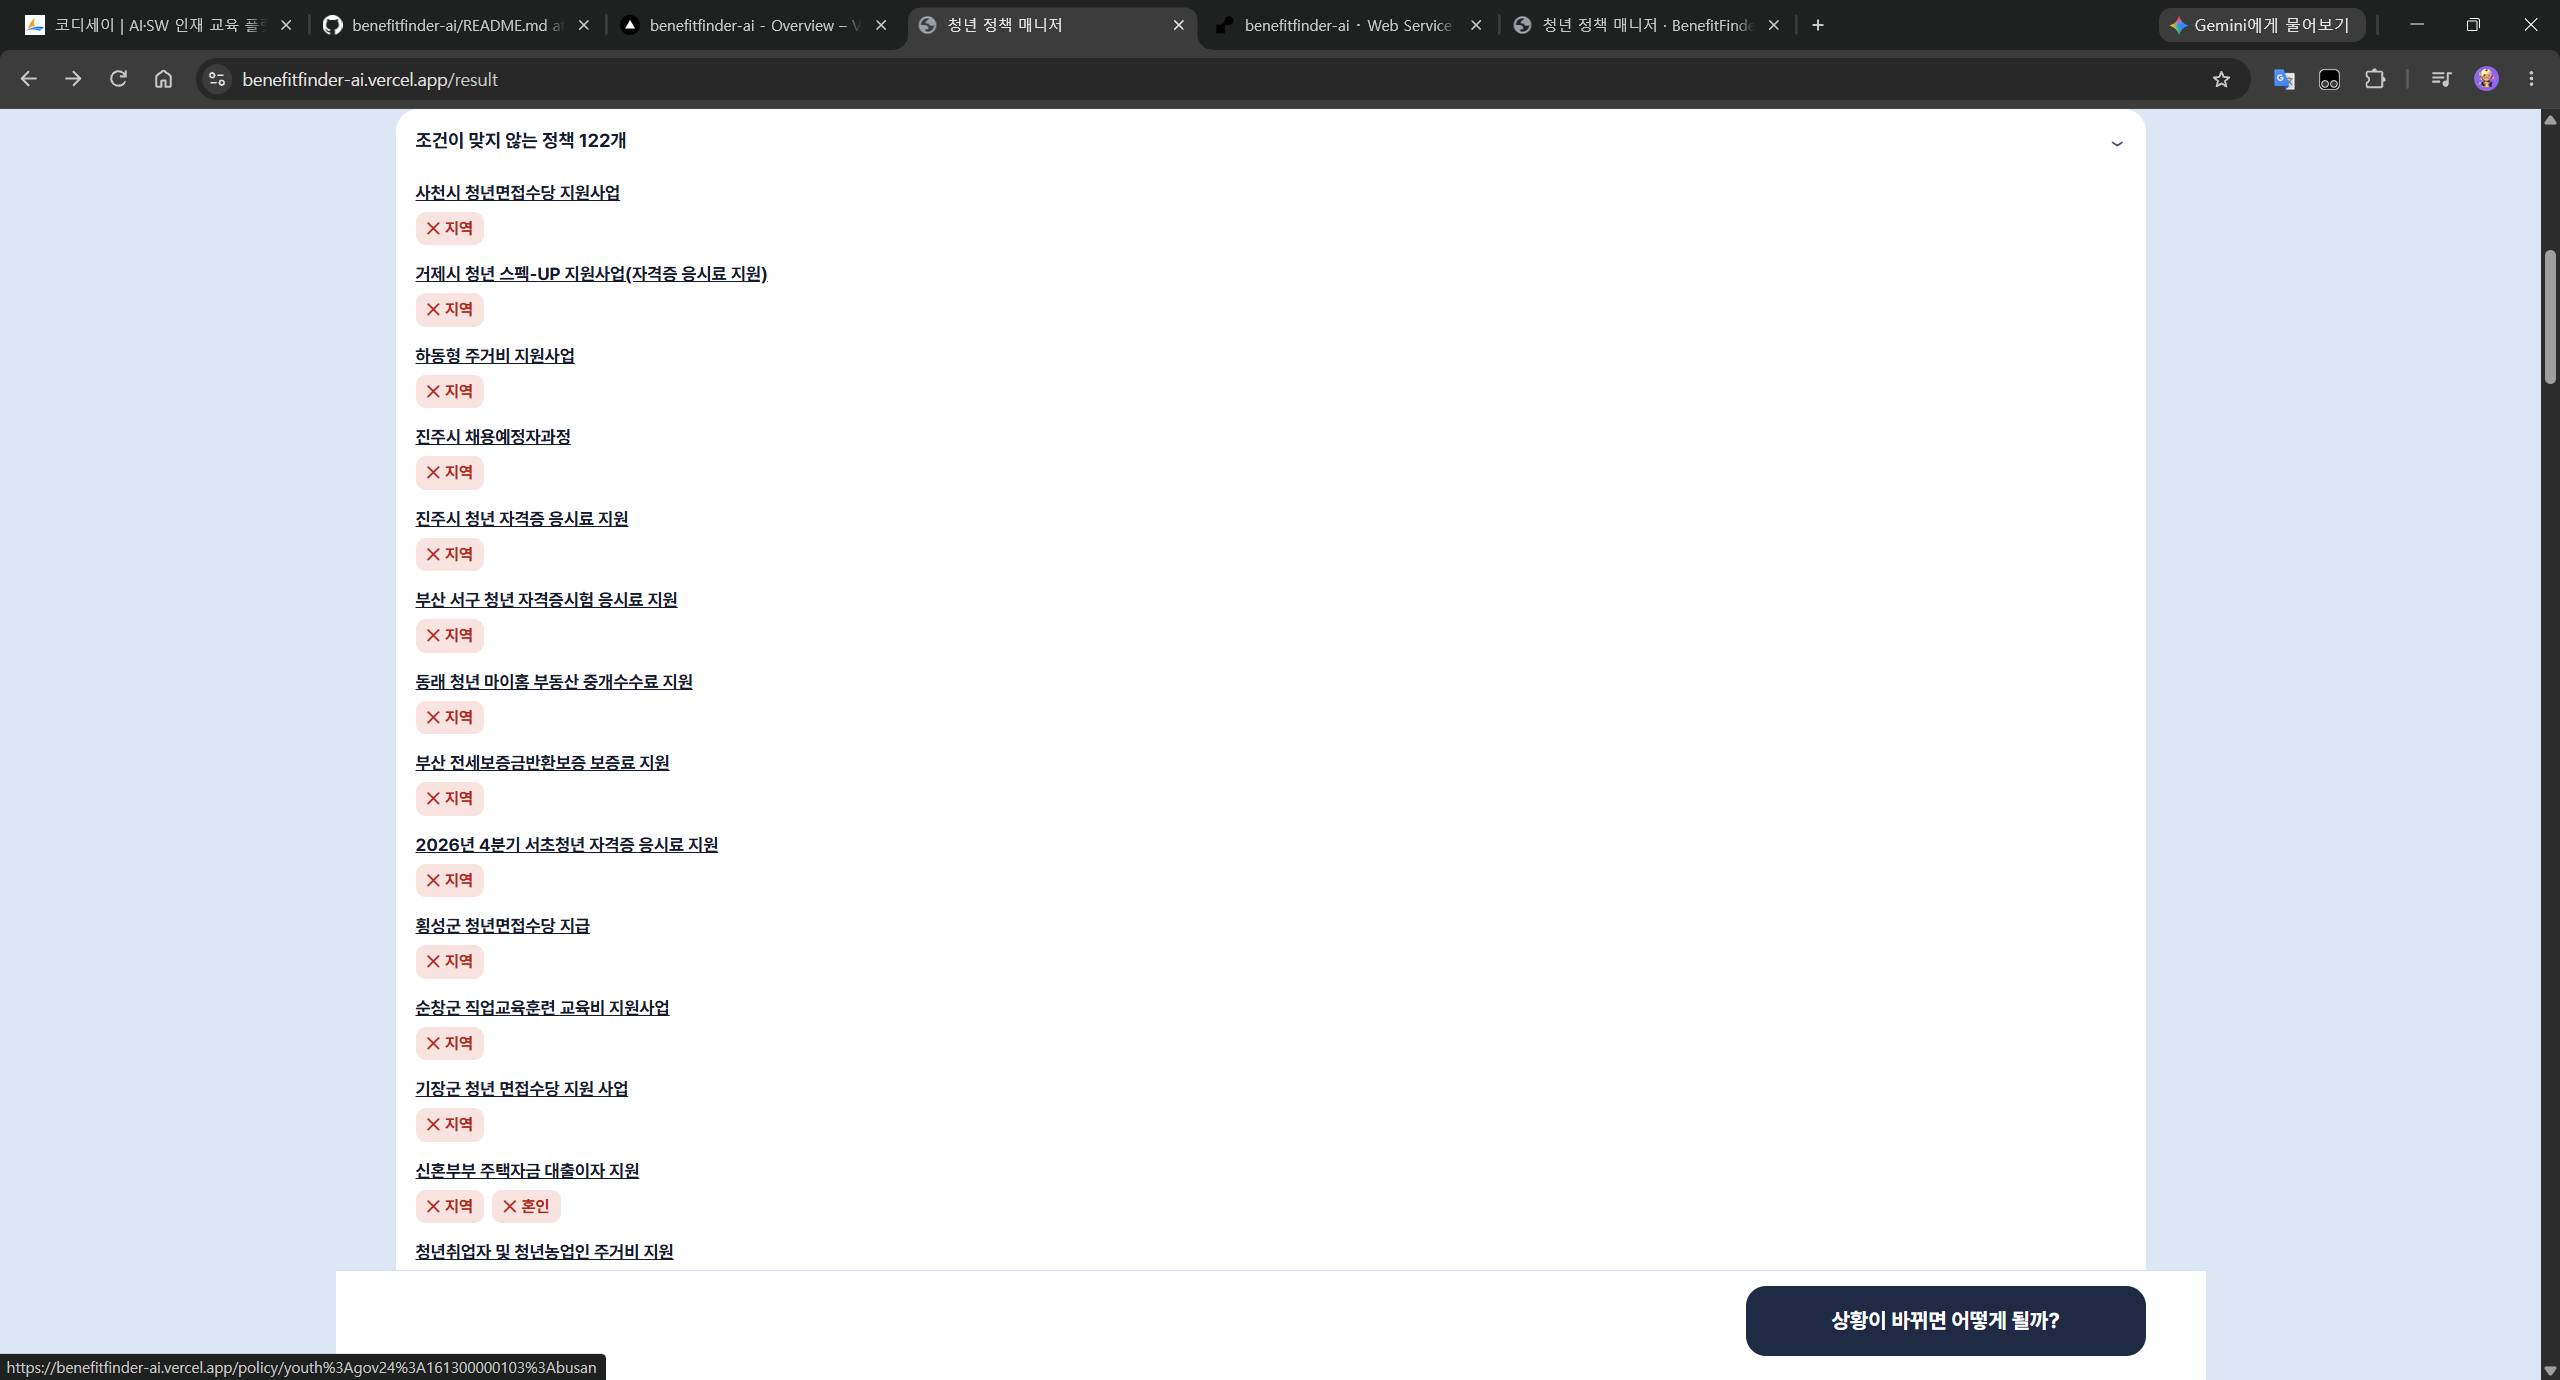 코디세이 | AI·SW 인재 교육 플
benefitfinder-ai/README.md a
benefitfinder-ai - Overview – V
청년 정책 매니저
benefitfinder-ai · Web Service
청년 정책 매니저 · BenefitFinde
Gemini에게 물어보기
benefitfinder-ai.vercel.app/result
조건이 맞지 않는 정책 122개
사천시 청년면접수당 지원사업
✕ 지역
거제시 청년 스펙-UP 지원사업(자격증 응시료 지원)
✕ 지역
하동형 주거비 지원사업
✕ 지역
진주시 채용예정자과정
✕ 지역
진주시 청년 자격증 응시료 지원
✕ 지역
부산 서구 청년 자격증시험 응시료 지원
✕ 지역
동래 청년 마이홈 부동산 중개수수료 지원
✕ 지역
부산 전세보증금반환보증 보증료 지원
✕ 지역
2026년 4분기 서초청년 자격증 응시료 지원
✕ 지역
횡성군 청년면접수당 지급
✕ 지역
순창군 직업교육훈련 교육비 지원사업
✕ 지역
기장군 청년 면접수당 지원 사업
✕ 지역
신혼부부 주택자금 대출이자 지원
✕ 지역 ✕ 혼인
청년취업자 및 청년농업인 주거비 지원
상황이 바뀌면 어떻게 될까?
https://benefitfinder-ai.vercel.app/policy/youth%3Agov24%3A161300000103%3Abusan